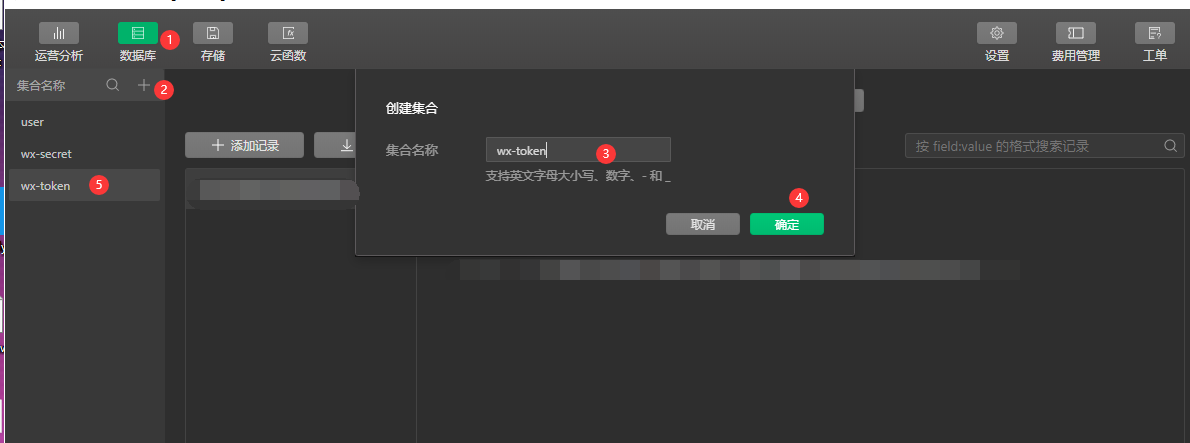 运营分析 数据库 1 存储 云函数 设置 费用管理 工单
集合名称 2
user
wx-secret
wx-token 5
添加记录
按 field:value 的格式搜索记录
创建集合
集合名称 wx-token 3
支持英文字母大小写、数字、- 和 _
4
取消 确定